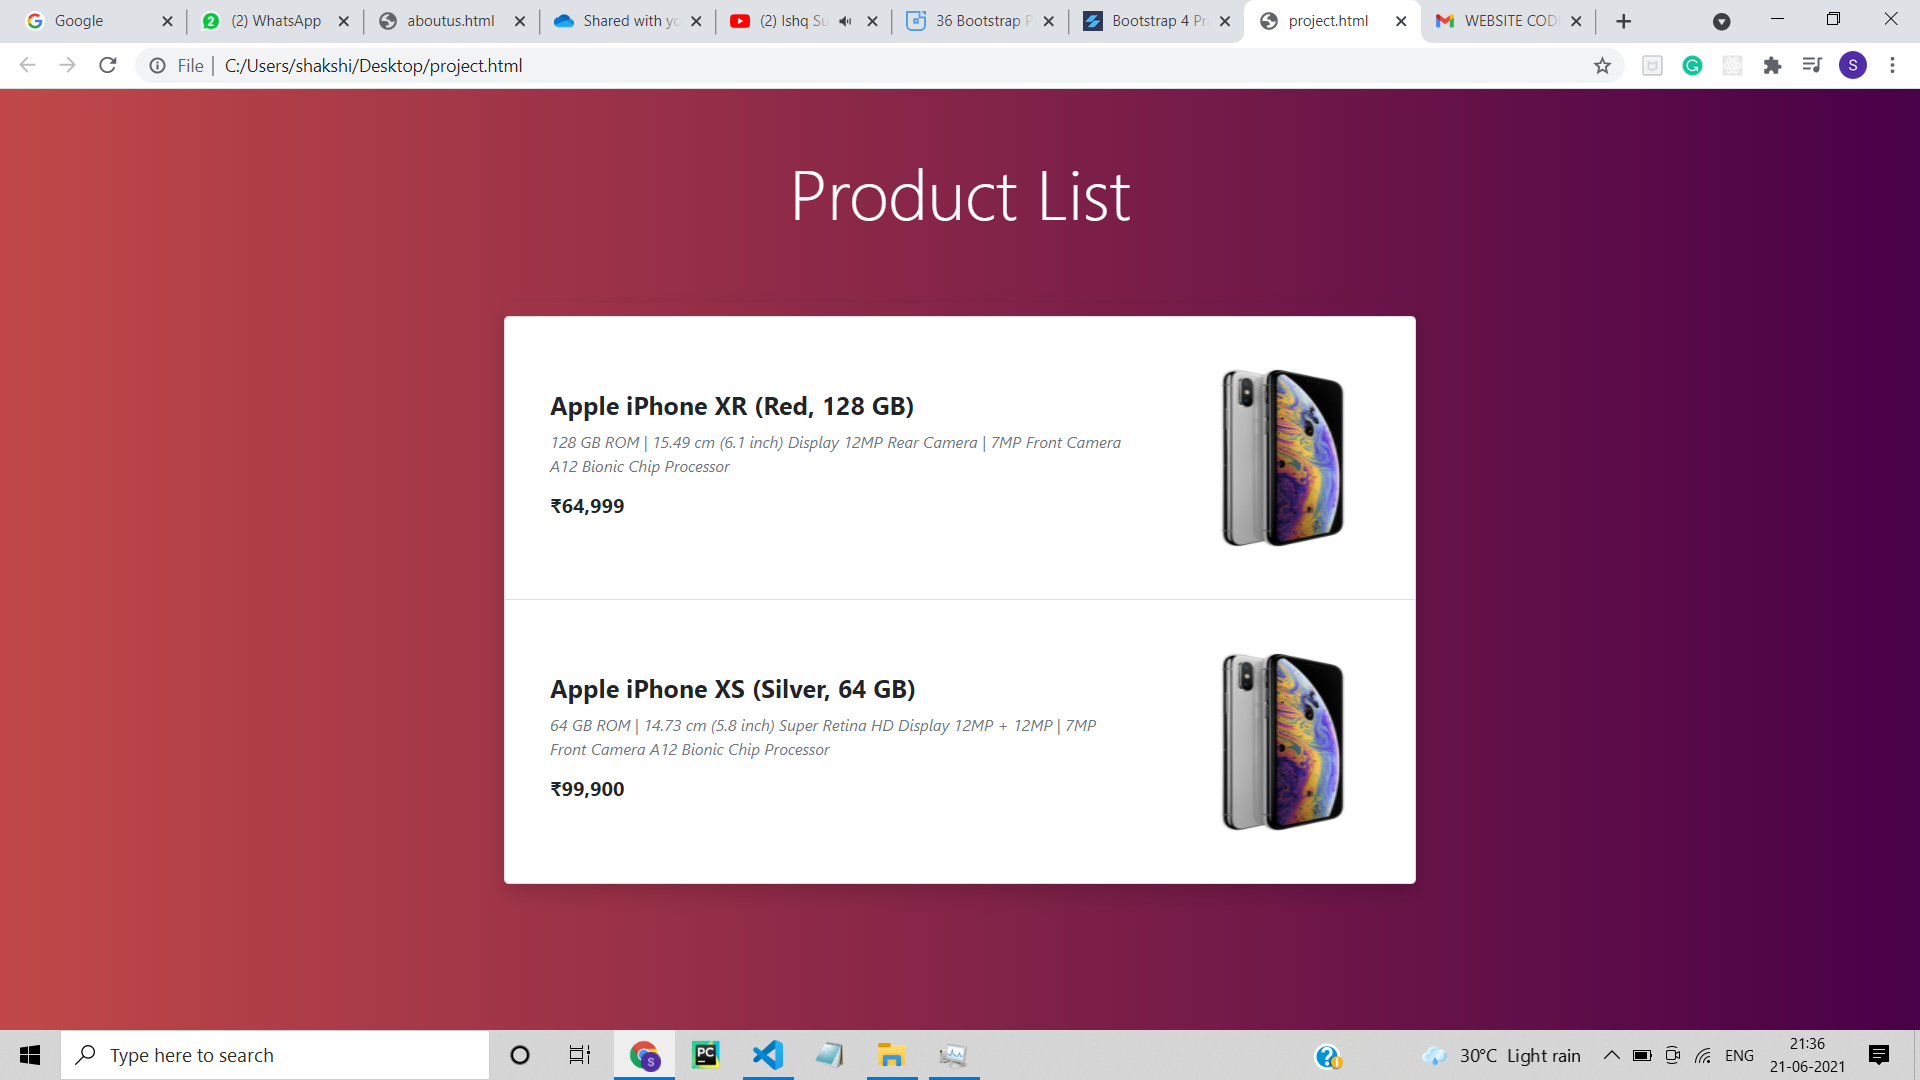 Google
(2) WhatsApp
aboutus.html
Shared with yo
(2) Ishq Su
36 Bootstrap P
Bootstrap 4 Pr
project.html
WEBSITE COD
File | C:/Users/shakshi/Desktop/project.html
S
Product List
Apple iPhone XR (Red, 128 GB)
128 GB ROM | 15.49 cm (6.1 inch) Display 12MP Rear Camera | 7MP Front Camera
A12 Bionic Chip Processor
₹64,999
Apple iPhone XS (Silver, 64 GB)
64 GB ROM | 14.73 cm (5.8 inch) Super Retina HD Display 12MP + 12MP | 7MP
Front Camera A12 Bionic Chip Processor
₹99,900
Type here to search
S
PC
30°C Light rain
ENG
21:36
21-06-2021